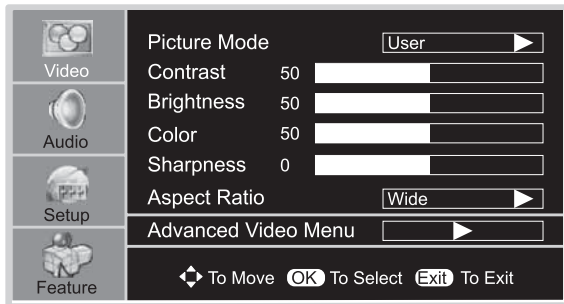 Video
Audio
Setup
Feature
Picture Mode User
Contrast 50
Brightness 50
Color 50
Sharpness 0
Aspect Ratio Wide
Advanced Video Menu
To Move OK To Select Exit To Exit